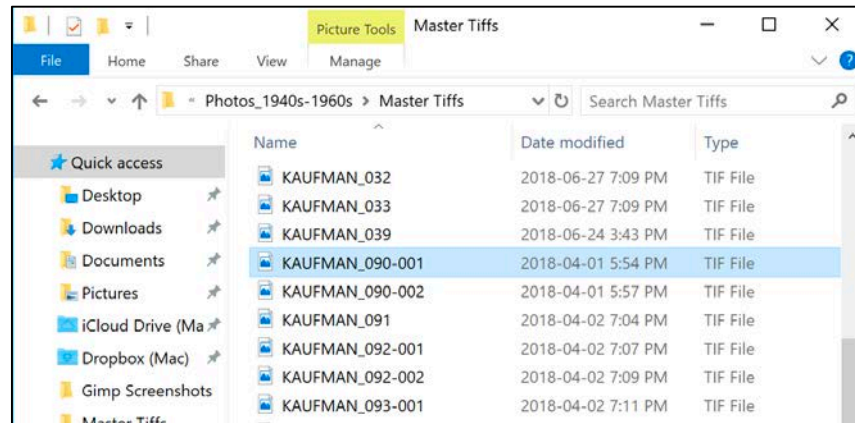 Picture Tools Master Tiffs
File Home Share View Manage
Photos_1940s-1960s > Master Tiffs Search Master Tiffs
Name Date modified Type
Quick access
Desktop
Downloads
Documents
Pictures
iCloud Drive (Ma
Dropbox (Mac)
Gimp Screenshots
Master Tiffs
KAUFMAN_032 2018-06-27 7:09 PM TIF File
KAUFMAN_033 2018-06-27 7:09 PM TIF File
KAUFMAN_039 2018-06-24 3:43 PM TIF File
KAUFMAN_090-001 2018-04-01 5:54 PM TIF File
KAUFMAN_090-002 2018-04-01 5:57 PM TIF File
KAUFMAN_091 2018-04-02 7:04 PM TIF File
KAUFMAN_092-001 2018-04-02 7:07 PM TIF File
KAUFMAN_092-002 2018-04-02 7:09 PM TIF File
KAUFMAN_093-001 2018-04-02 7:11 PM TIF File